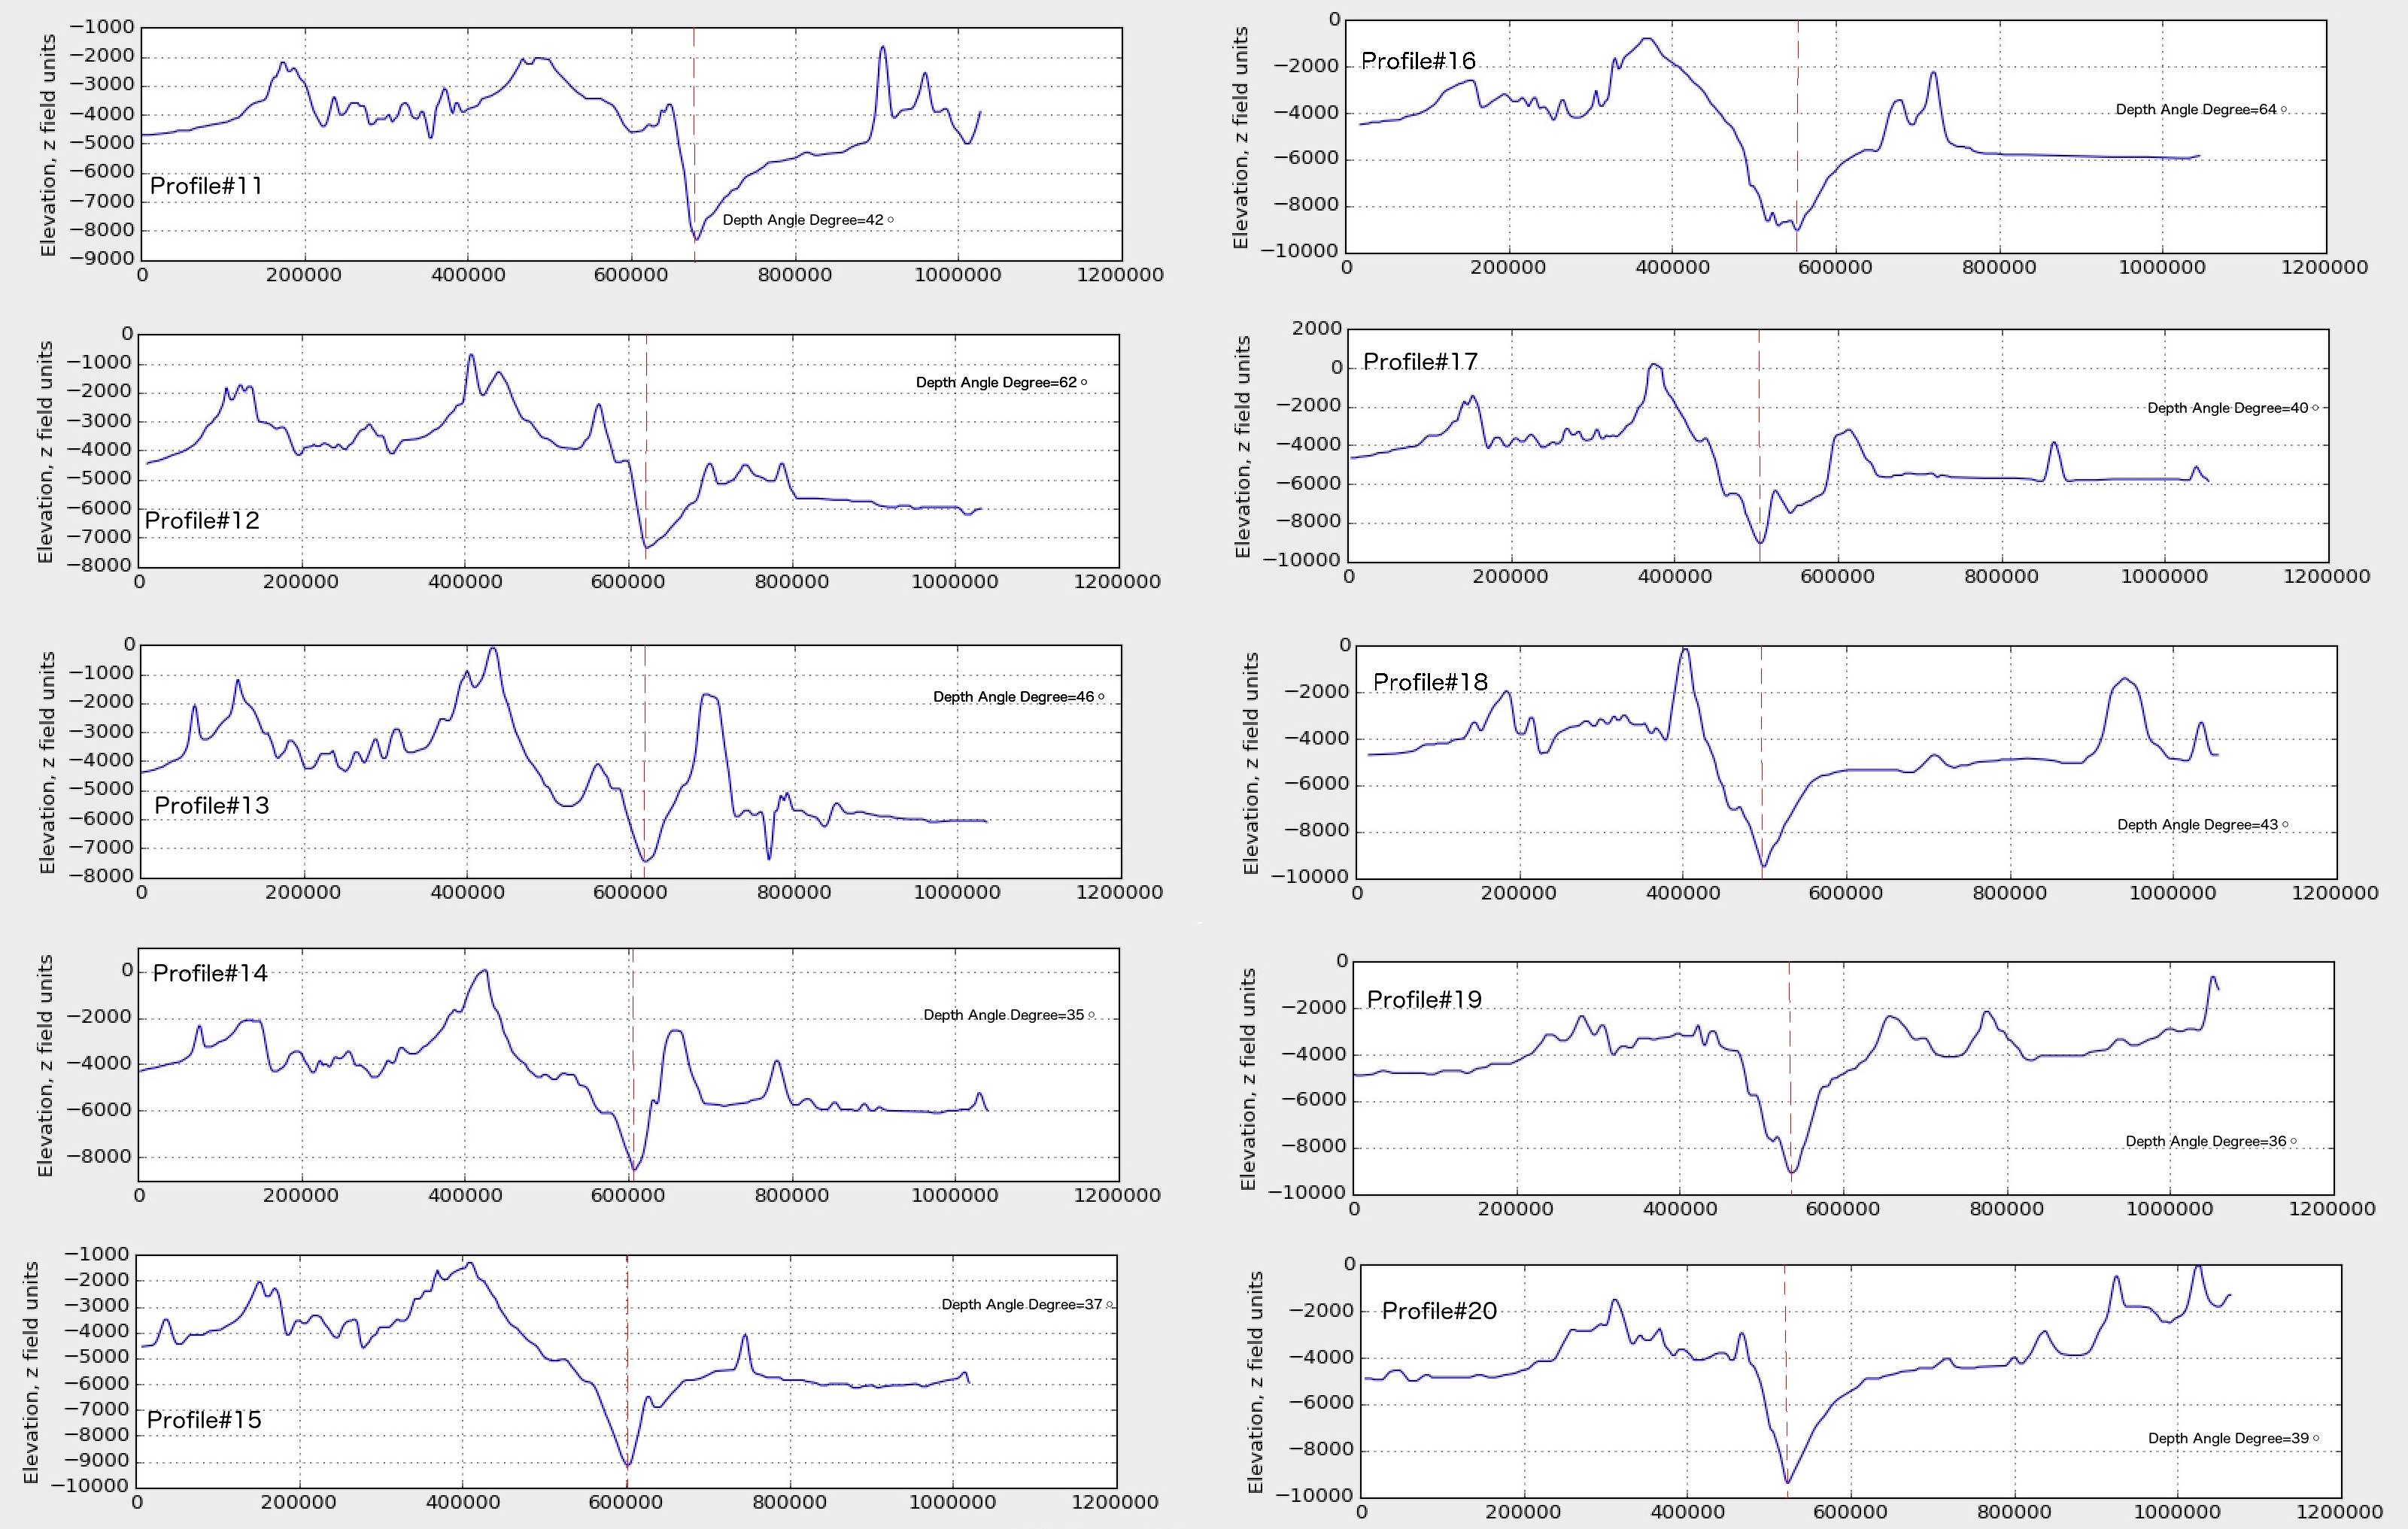 Elevation, z field units
−1000
−2000
−3000
−4000
−5000
−6000
−7000
−8000
−9000
Profile#11
Depth Angle Degree=42°
0 200000 400000 600000 800000 1000000 1200000
Elevation, z field units
0
−1000
−2000
−3000
−4000
−5000
−6000
−7000
−8000
Depth Angle Degree=62°
Profile#12
0 200000 400000 600000 800000 1000000 1200000
Elevation, z field units
0
−1000
−2000
−3000
−4000
−5000
−6000
−7000
−8000
Depth Angle Degree=46°
Profile#13
0 200000 400000 600000 800000 1000000 1200000
Elevation, z field units
0
−2000
−4000
−6000
−8000
Profile#14
Depth Angle Degree=35°
0 200000 400000 600000 800000 1000000 1200000
Elevation, z field units
−1000
−2000
−3000
−4000
−5000
−6000
−7000
−8000
−9000
−10000
Depth Angle Degree=37°
Profile#15
0 200000 400000 600000 800000 1000000 1200000
Elevation, z field units
0
−2000
−4000
−6000
−8000
−10000
Profile#16
Depth Angle Degree=64°
0 200000 400000 600000 800000 1000000 1200000
Elevation, z field units
2000
0
−2000
−4000
−6000
−8000
−10000
Profile#17
Depth Angle Degree=40°
0 200000 400000 600000 800000 1000000 1200000
Elevation, z field units
0
−2000
−4000
−6000
−8000
−10000
Profile#18
Depth Angle Degree=43°
0 200000 400000 600000 800000 1000000 1200000
Elevation, z field units
0
−2000
−4000
−6000
−8000
−10000
Profile#19
Depth Angle Degree=36°
0 200000 400000 600000 800000 1000000 1200000
Elevation, z field units
0
−2000
−4000
−6000
−8000
−10000
Profile#20
Depth Angle Degree=39°
0 200000 400000 600000 800000 1000000 1200000